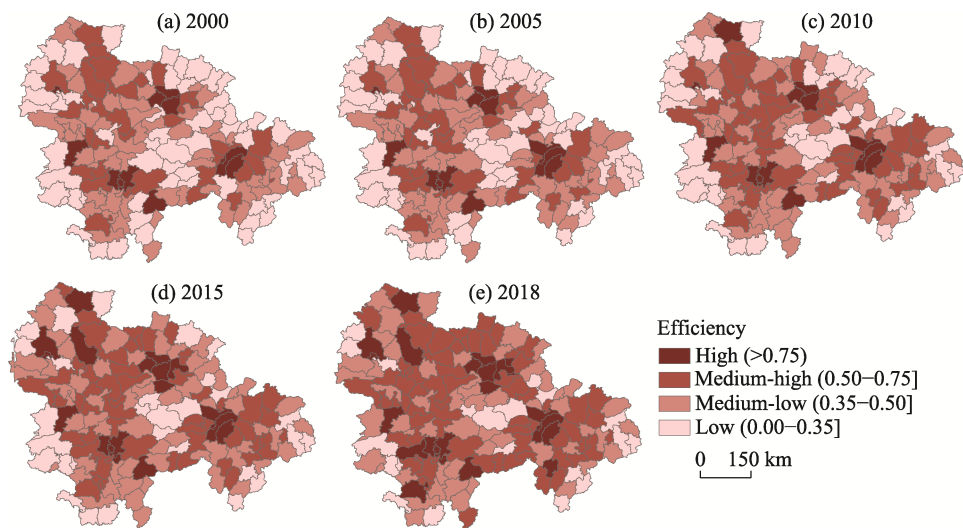 (a) 2000
(b) 2005
(c) 2010
(d) 2015
(e) 2018
Efficiency
High (>0.75)
Medium-high (0.50−0.75]
Medium-low (0.35−0.50]
Low (0.00−0.35]
0 150 km